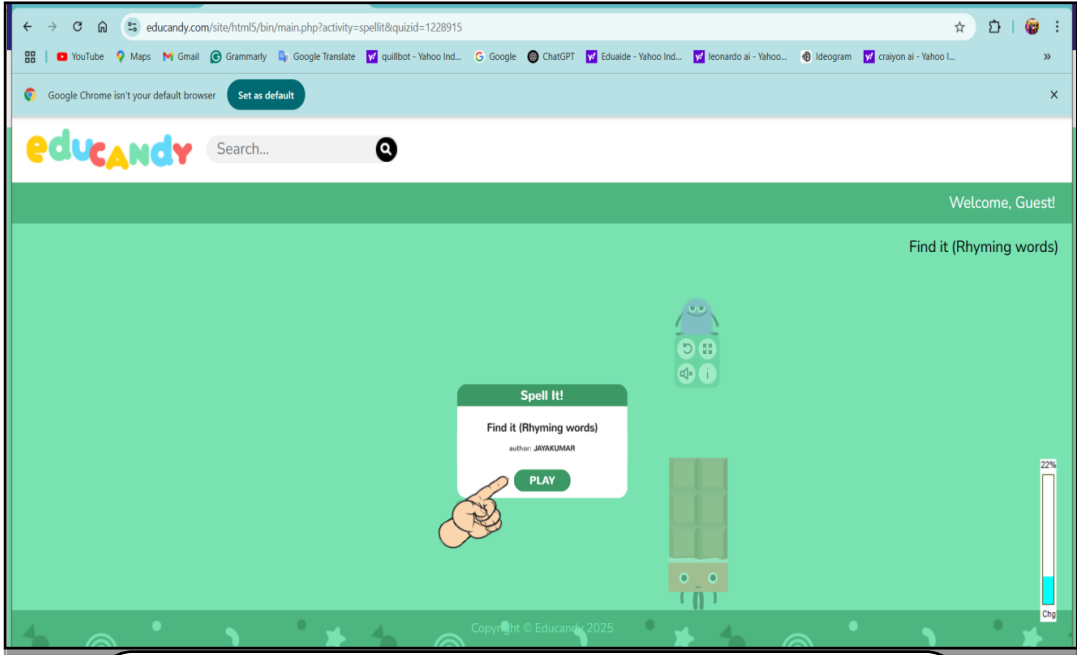 educandy.com/site/html5/bin/main.php?activity=spellit&quizid=1228915
YouTube Maps Gmail Grammarly Google Translate quillbot - Yahoo Ind... Google ChatGPT Eduaide - Yahoo Ind... leonardo ai - Yahoo... Ideogram craiyon ai - Yahoo I... »
Google Chrome isn't your default browser Set as default
educandy Search...
Welcome, Guest!
Find it (Rhyming words)
Spell It!
Find it (Rhyming words)
author: JAYAKUMAR
PLAY
22%
Chg
Copyright © Educandy 2025